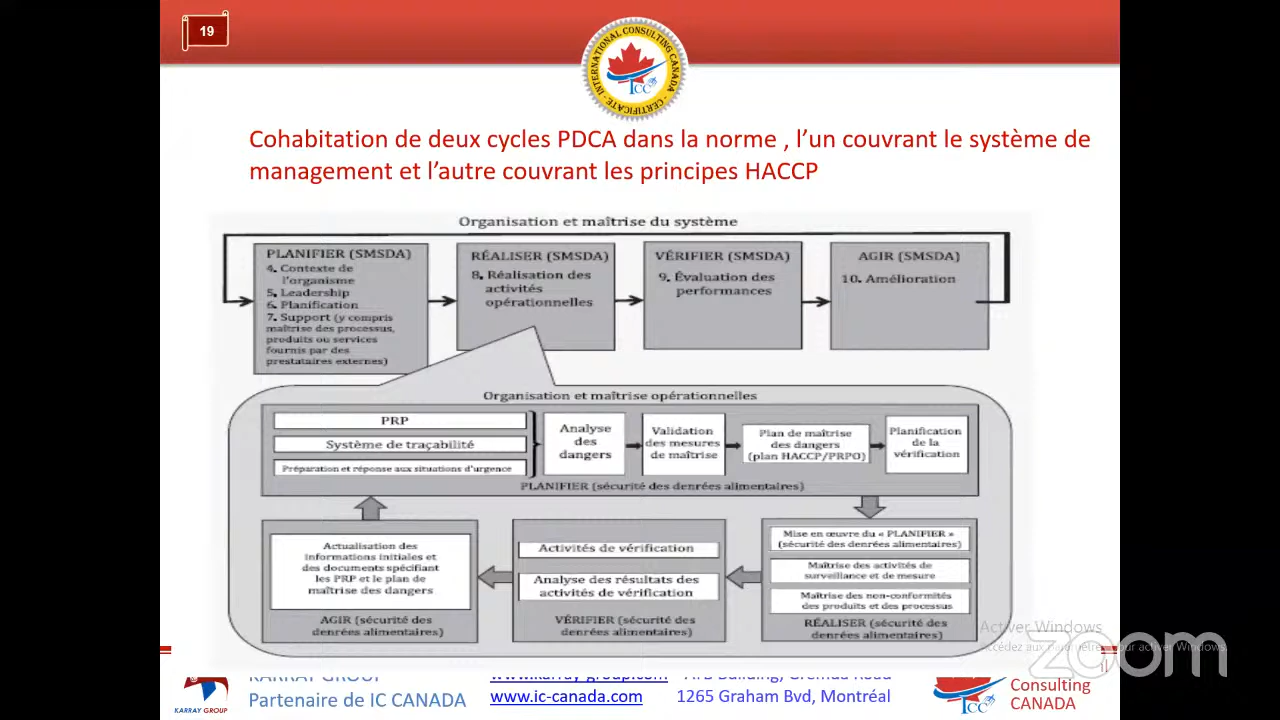 19
INTERNATIONAL CONSULTING CANADA
CERTIFICATE
ICC
Cohabitation de deux cycles PDCA dans la norme , l’un couvrant le système de
management et l’autre couvrant les principes HACCP
Organisation et maîtrise du système
PLANIFIER (SMSDA)
4. Contexte de
l’organisme
5. Leadership
6. Planification
7. Support (y compris
maîtrise des processus,
produits ou services
fournis par des
prestataires externes)
RÉALISER (SMSDA)
8. Réalisation des
activités
opérationnelles
VÉRIFIER (SMSDA)
9. Évaluation des
performances
AGIR (SMSDA)
10. Amélioration
Organisation et maîtrise opérationnelles
PRP
Système de traçabilité
Préparation et réponse aux situations d’urgence
Analyse
des
dangers
Validation
des mesures
de maîtrise
Plan de maîtrise
des dangers
(plan HACCP/PRPO)
Planification
de la
vérification
PLANIFIER (sécurité des denrées alimentaires)
Actualisation des
informations initiales et
des documents spécifiant
les PRP et le plan de
maîtrise des dangers
AGIR (sécurité des
denrées alimentaires)
Activités de vérification
Analyse des résultats des
activités de vérification
VÉRIFIER (sécurité des
denrées alimentaires)
Mise en œuvre du « PLANIFIER »
(sécurité des denrées alimentaires)
Maîtrise des activités de
surveillance et de mesure
Maîtrise des non-conformités
des produits et des processus
RÉALISER (sécurité des
denrées alimentaires)
Activer Windows
Accédez aux paramètres pour activer Windows.
zoom
KARRAY GROUP
Partenaire de IC CANADA
www.karray-group.com
www.ic-canada.com
Building, Gremda Road
1265 Graham Bvd, Montréal
KARRAY GROUP
ICC
Consulting
CANADA